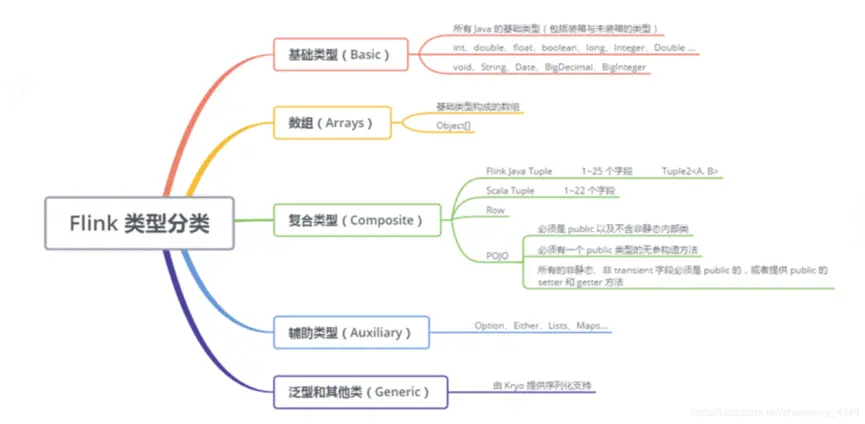 Flink 类型分类
基础类型（Basic）
所有 Java 的基础类型（包括装箱与未装箱的类型）
int、double、float、boolean、long、Integer、Double ...
void、String、Date、BigDecimal、BigInteger
数组（Arrays）
基础类型构成的数组
Object[]
复合类型（Composite）
Flink Java Tuple 1~25 个字段 Tuple2<A, B>
Scala Tuple 1~22 个字段
Row
POJO
必须是 public 以及不含非静态内部类
必须有一个 public 类型的无参构造方法
所有的非静态、非 transient 字段必须是 public 的，或者提供 public 的
setter 和 getter 方法
辅助类型（Auxiliary）
Option、Either、Lists、Maps...
泛型和其他类（Generic）
由 Kryo 提供序列化支持